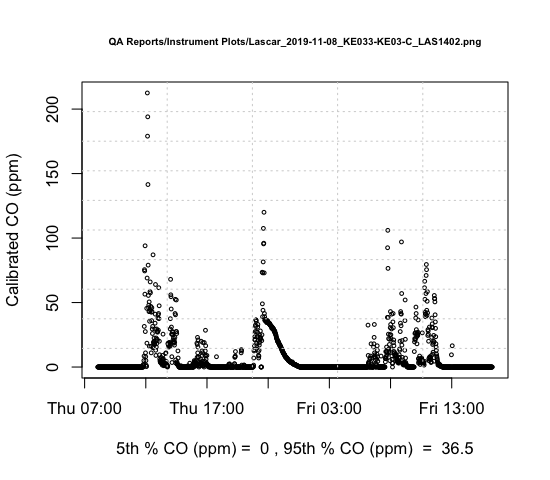 QA Reports/Instrument Plots/Lascar_2019-11-08_KE033-KE03-C_LAS1402.png
Calibrated CO (ppm)
200
150
100
50
0
Thu 07:00 Thu 17:00 Fri 03:00 Fri 13:00
5th % CO (ppm) = 0 , 95th % CO (ppm) = 36.5